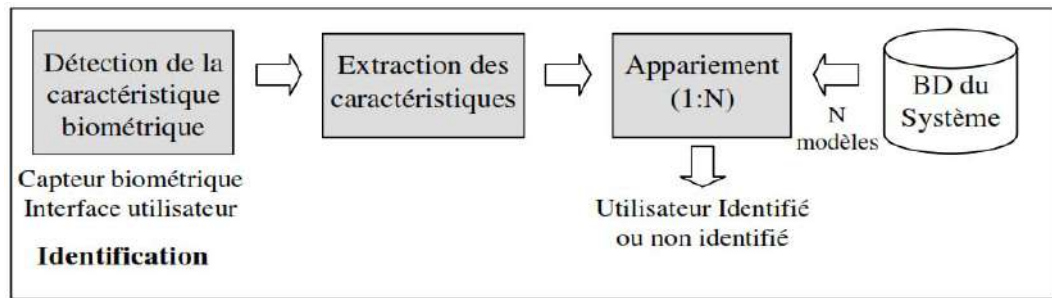 Détection de la
caractéristique
biométrique
Extraction des
caractéristiques
Appariement
(1:N)
BD du
Système
N
modèles
Capteur biométrique
Interface utilisateur
Utilisateur Identifié
ou non identifié
Identification